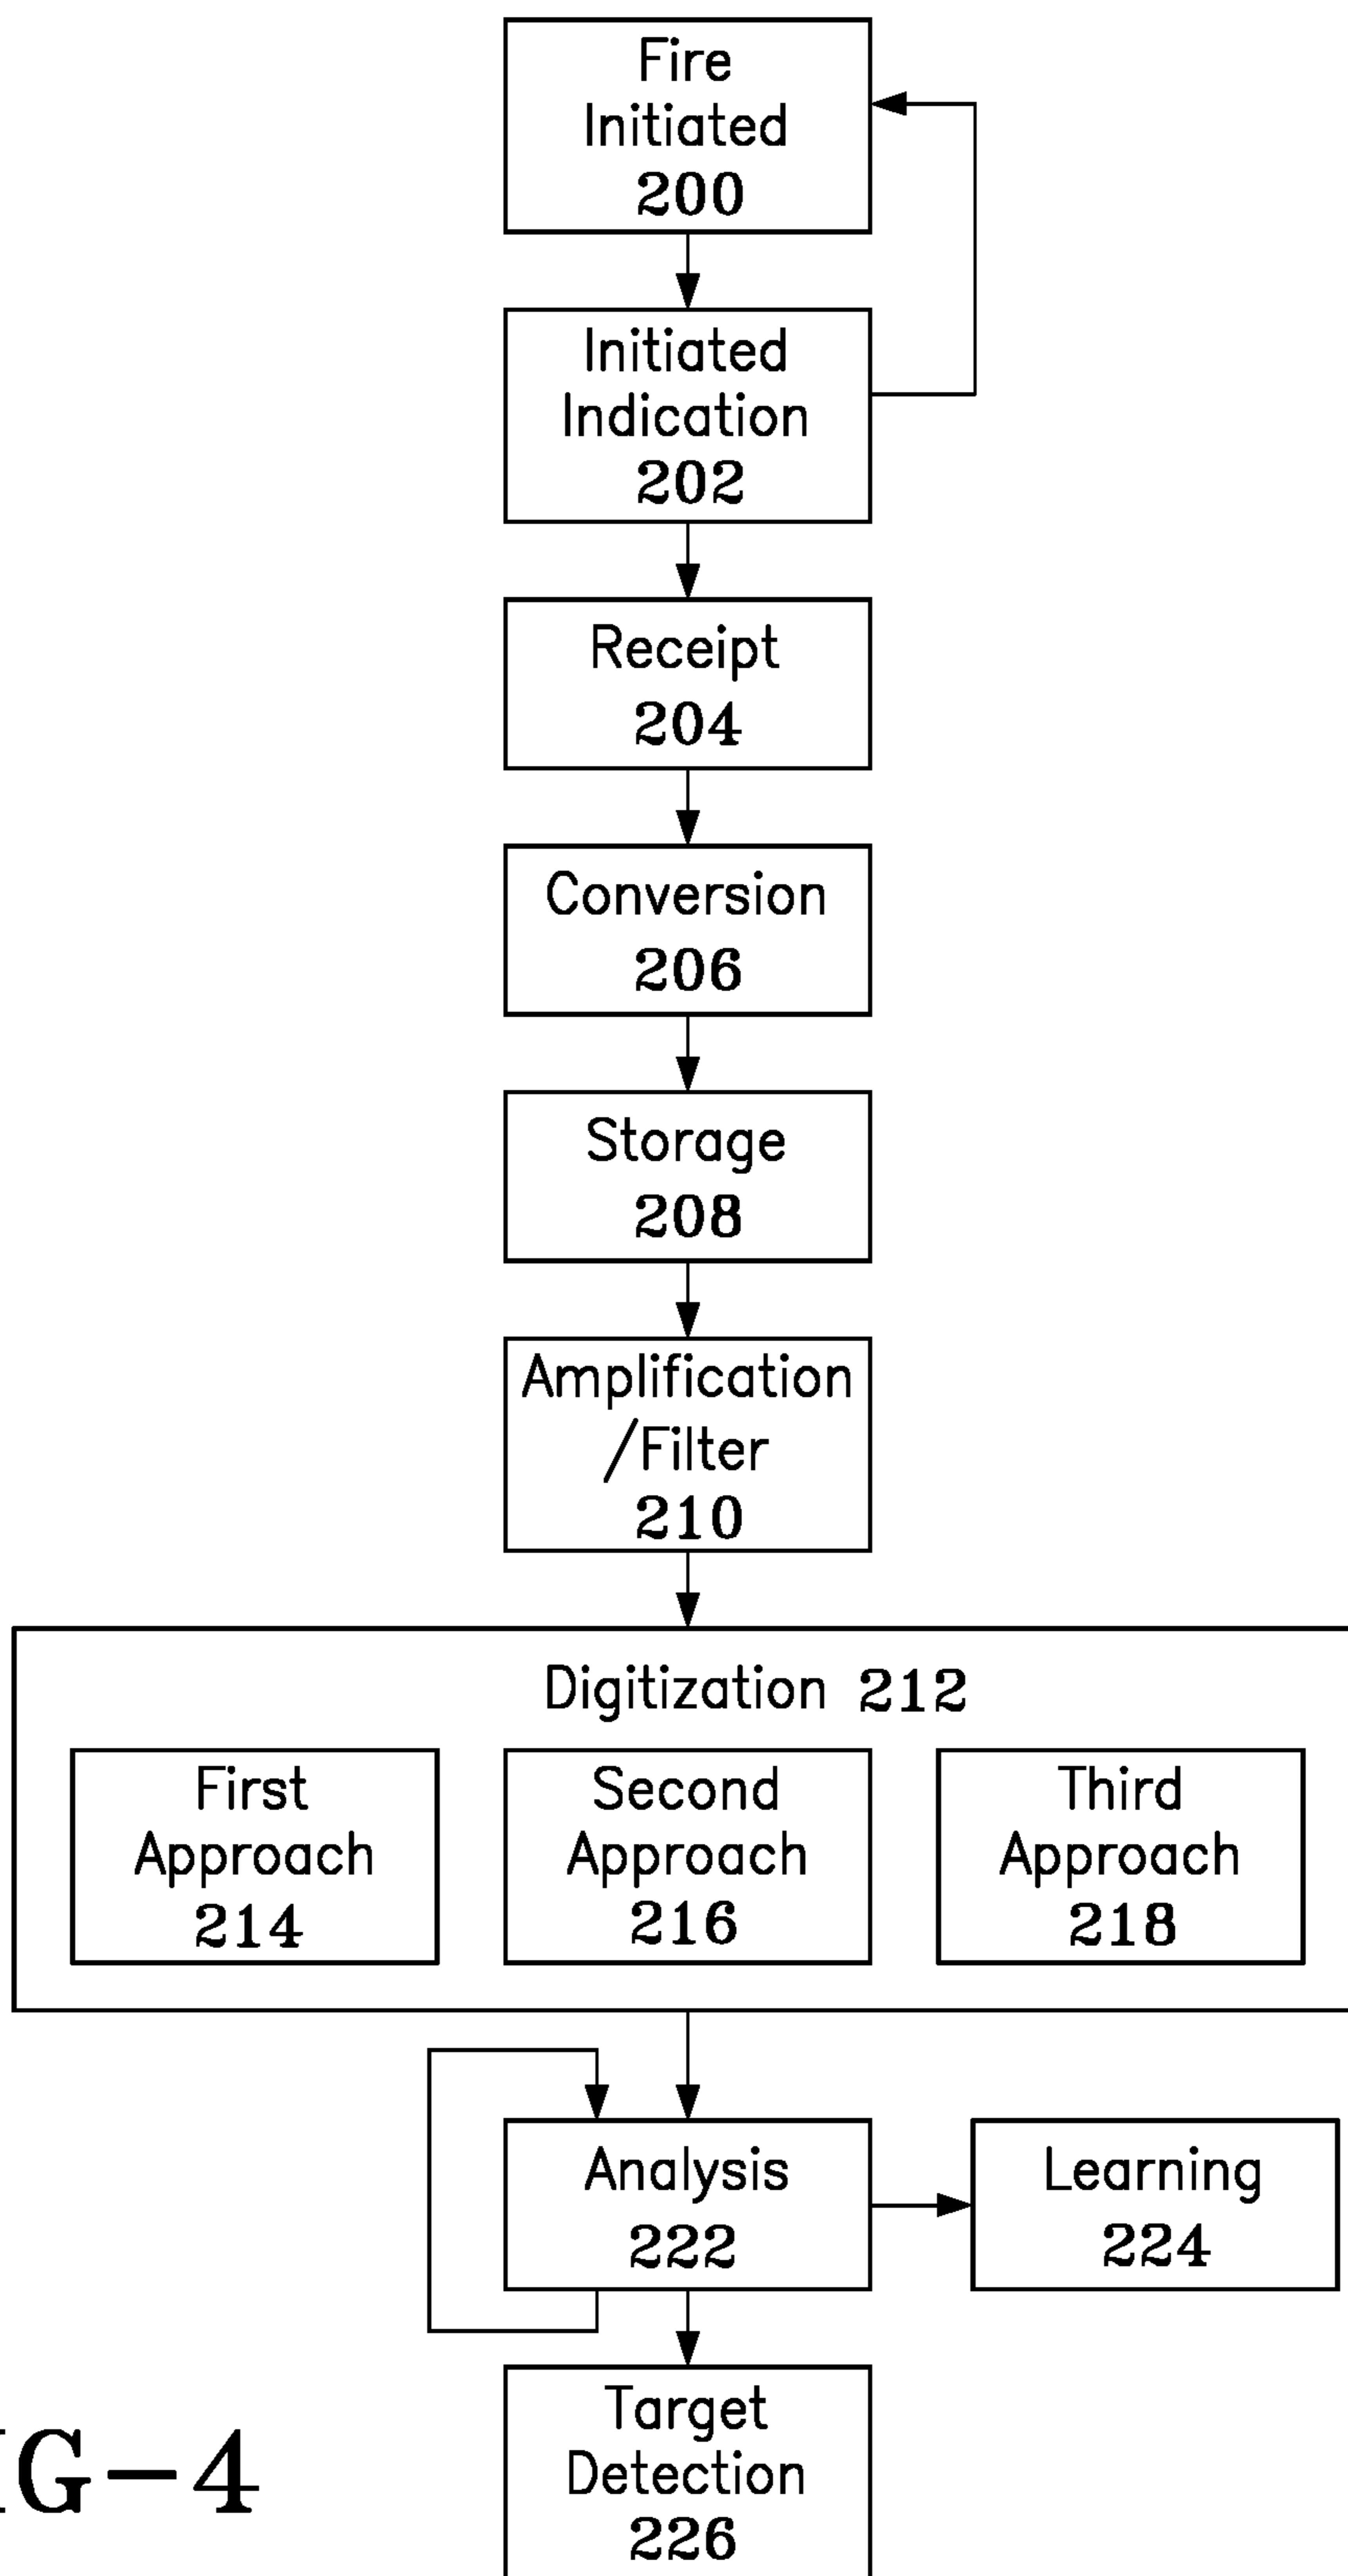 Fire
Initiated
200
Initiated
Indication
202
Receipt
204
Conversion
206
Storage
208
Amplification
/Filter
210
Digitization 212
First
Approach
214
Second
Approach
216
Third
Approach
218
Analysis
222
Learning
224
Target
Detection
226
G-4